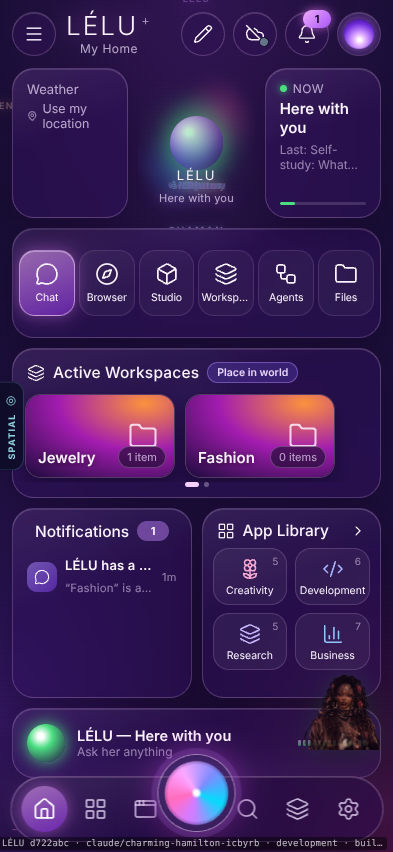 LÉLU +
My Home
1
Weather
Use my
location
LÉLU
Here with you
NOW
Here with
you
Last: Self-
study: What...
Chat
Browser
Studio
Worksp...
Agents
Files
SPATIAL
Active Workspaces
Place in world
Jewelry
1 item
Fashion
0 items
Notifications
1
LÉLU has a ...
"Fashion" is a...
1m
App Library
Creativity
5
Development
6
Research
5
Business
7
LÉLU — Here with you
Ask her anything
LÉLU d722abc · claude/charming-hamilton-icbyrb · development · buil…